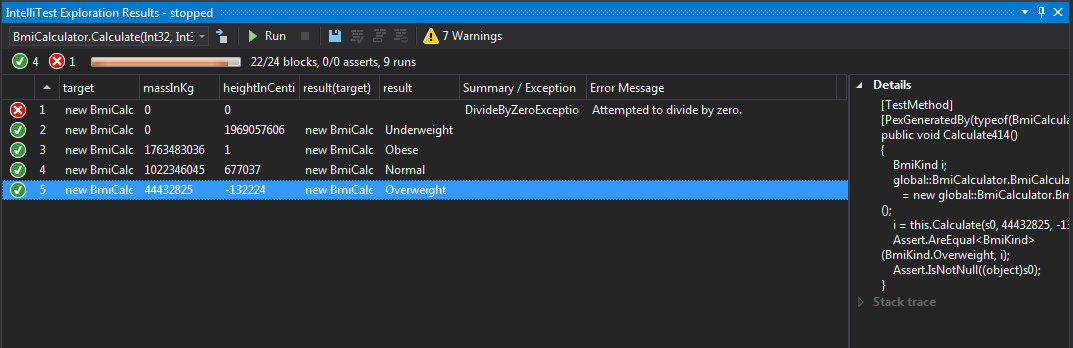 IntelliTest Exploration Results - stopped
BmiCalculator.Calculate(Int32, Int3 Run 7 Warnings
4 1 22/24 blocks, 0/0 asserts, 9 runs
target massInKg heightInCenti result(target) result Summary / Exception Error Message
1 new BmiCalc 0 0 DivideByZeroExceptio Attempted to divide by zero.
2 new BmiCalc 0 1969057606 new BmiCalc Underweight
3 new BmiCalc 1763483036 1 new BmiCalc Obese
4 new BmiCalc 1022346045 677037 new BmiCalc Normal
5 new BmiCalc 44432825 -132224 new BmiCalc Overweight
Details
[TestMethod]
[PexGeneratedBy(typeof(BmiCalcula
public void Calculate414()
{
BmiKind i;
global::BmiCalculator.BmiCalcula
= new global::BmiCalculator.Bm
();
i = this.Calculate(s0, 44432825, -13
Assert.AreEqual<BmiKind>
(BmiKind.Overweight, i);
Assert.IsNotNull((object)s0);
}
Stack trace